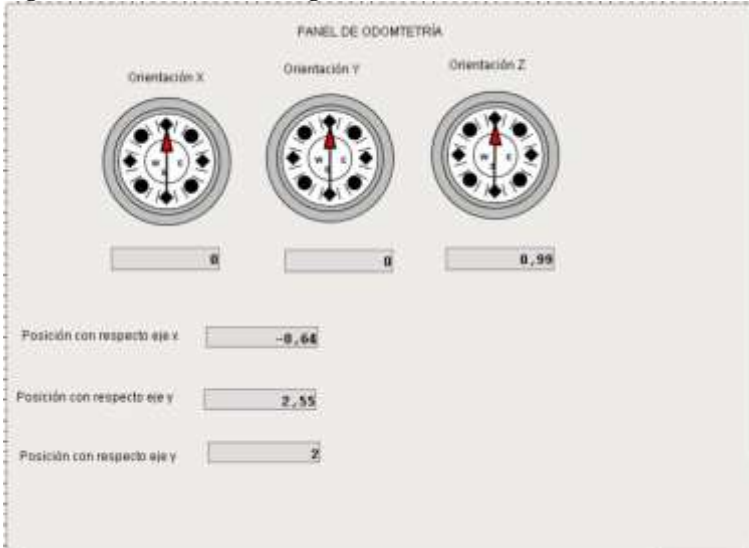 PANEL DE ODOMTETRÍA
Orientación X
Orientación Y
Orientación Z
W E
S
W E
S
W E
S
0
0
0,99
Posición con respecto eje x
-0,64
Posición con respecto eje y
2,55
Posición con respecto eje y
2